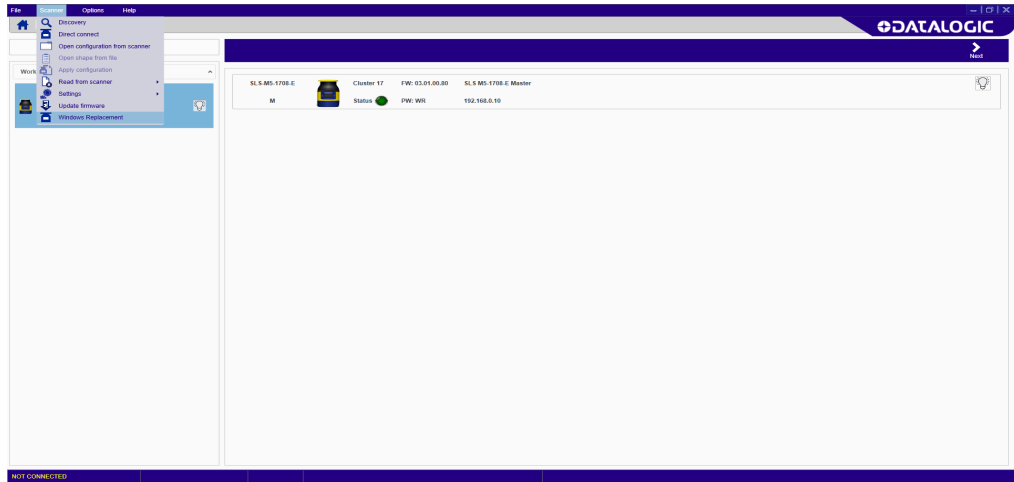 File Scanner Options Help
DATALOGIC
Discovery
Direct connect
Open configuration from scanner
Open shape from file
Apply configuration
Read from scanner
Settings
Update firmware
Windows Replacement
Work
Next
SLS-M5-1708-E Cluster 17 FW: 03.01.00.80 SLS M5-1708-E Master
M Status PW: WR 192.168.0.10
NOT CONNECTED